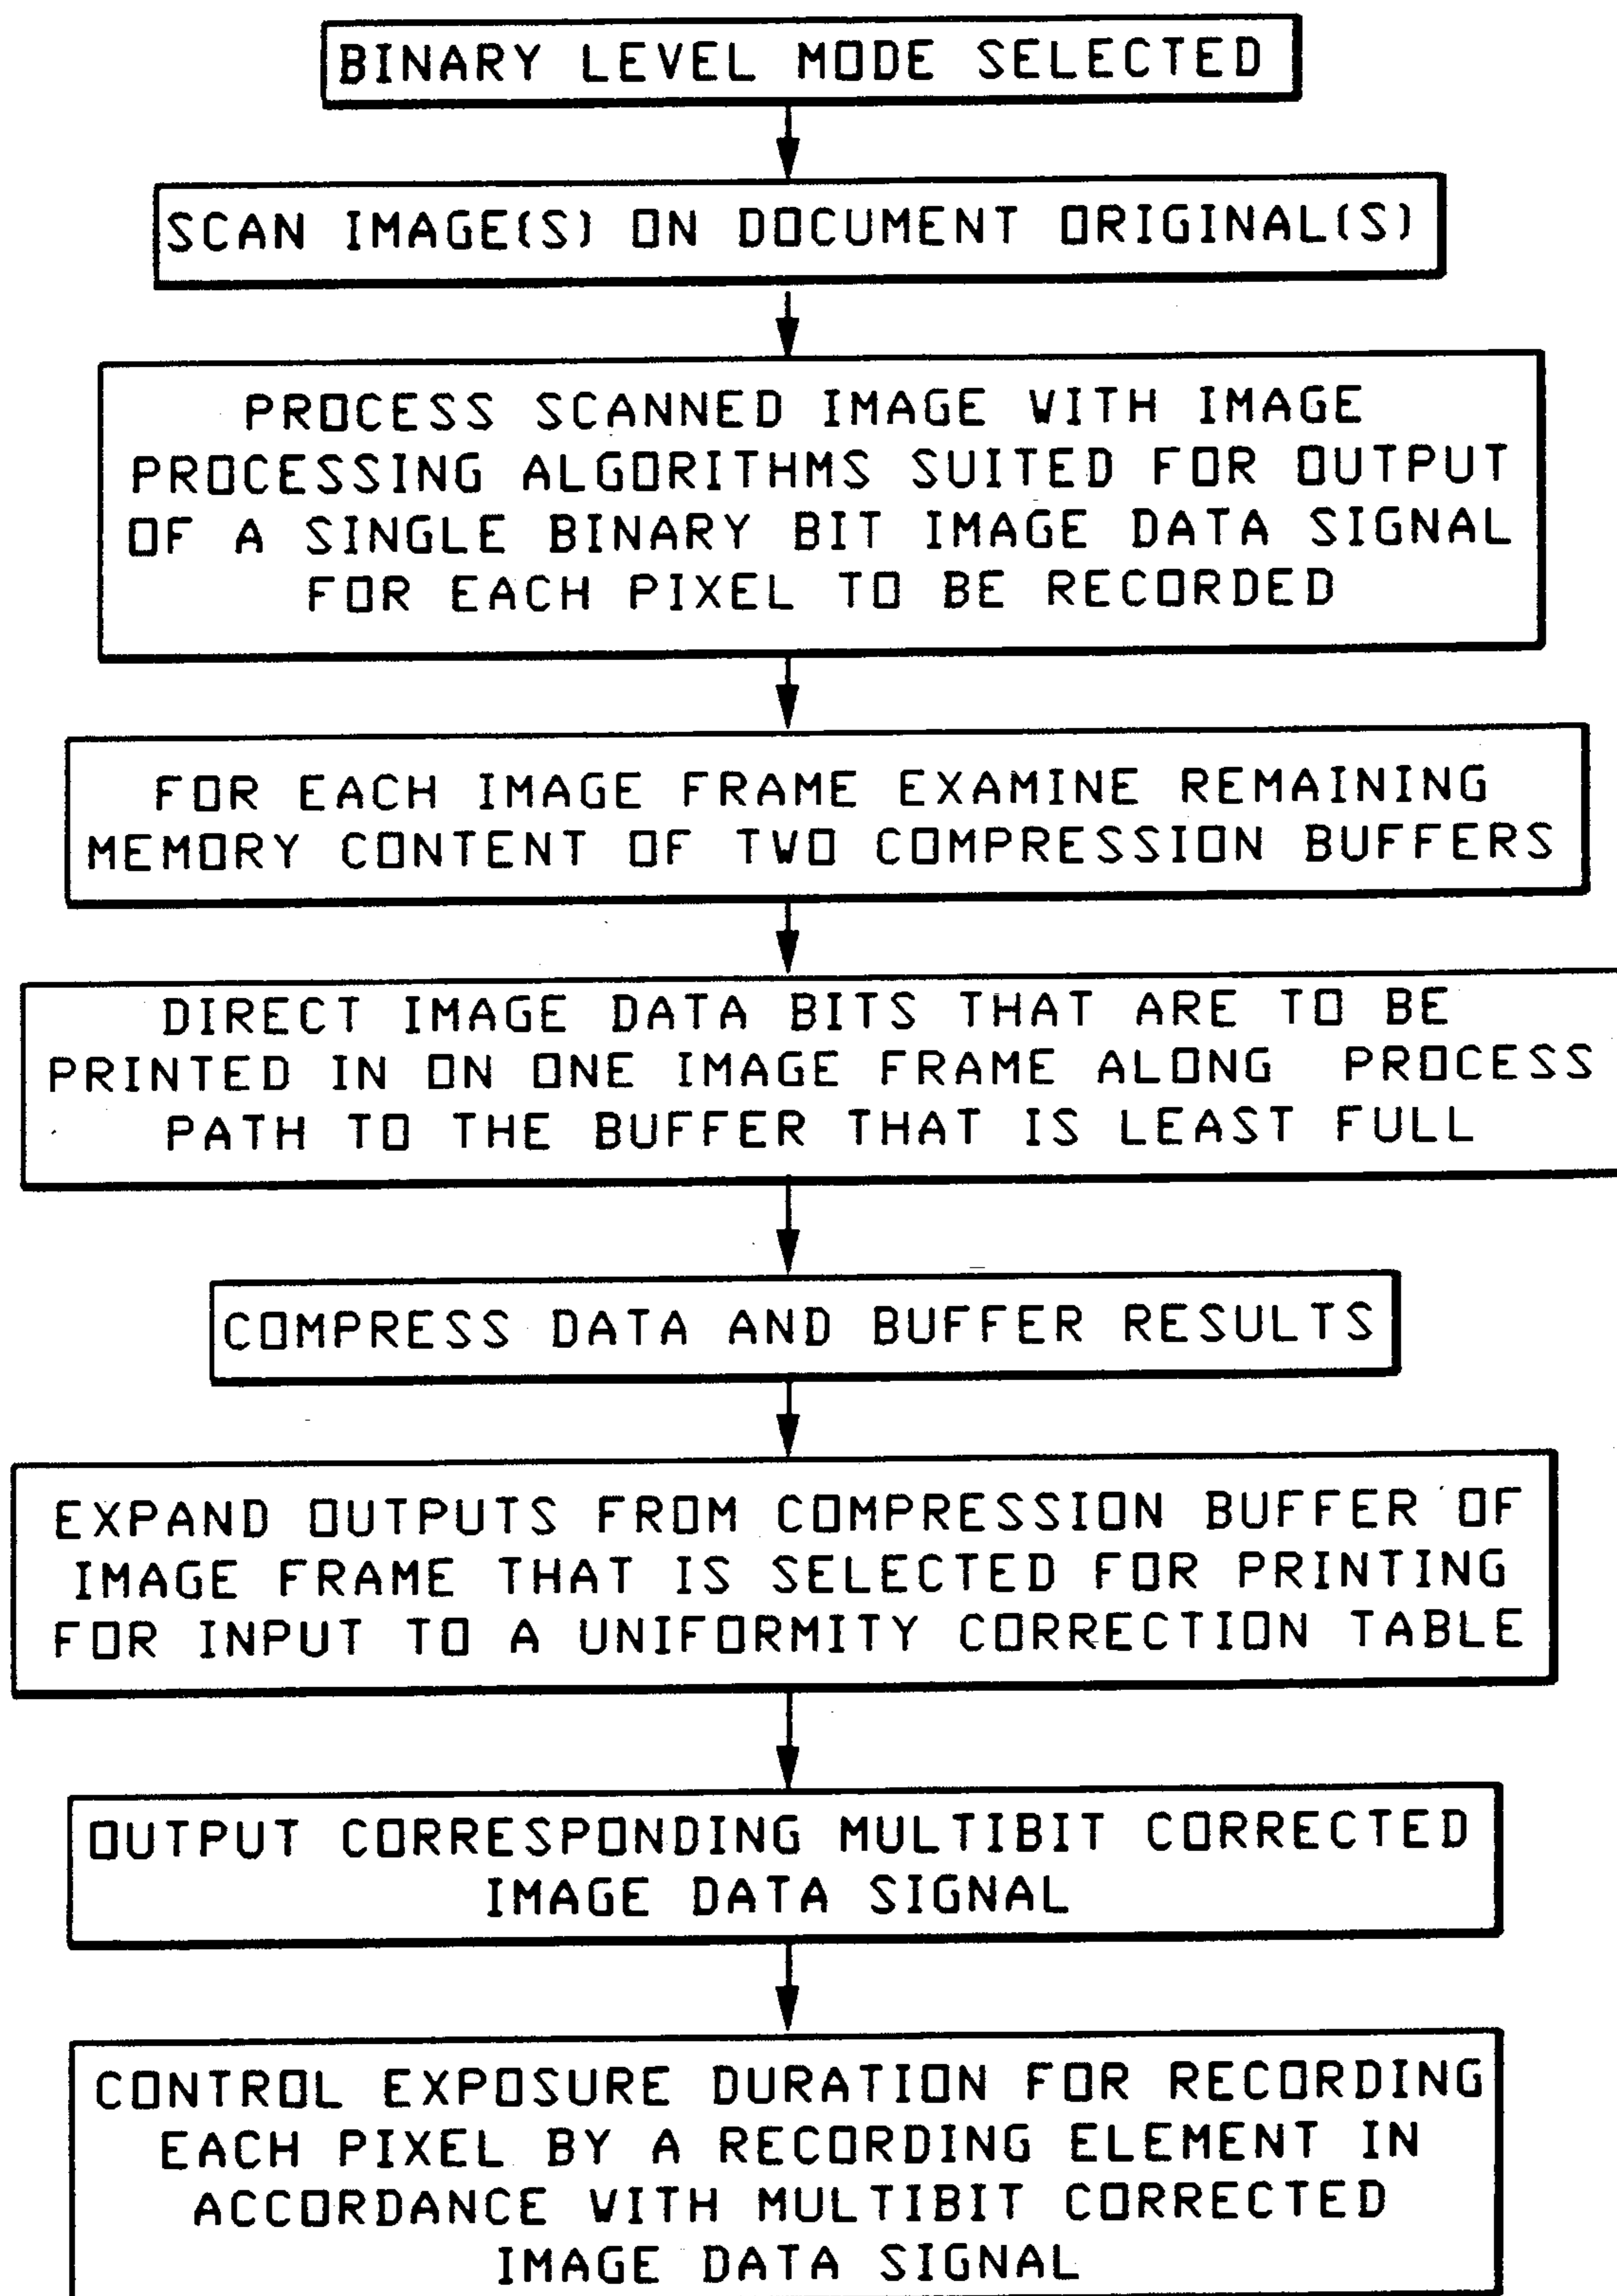 BINARY LEVEL MODE SELECTED
SCAN IMAGE(S) ON DOCUMENT ORIGINAL(S)
PROCESS SCANNED IMAGE WITH IMAGE
PROCESSING ALGORITHMS SUITED FOR OUTPUT
OF A SINGLE BINARY BIT IMAGE DATA SIGNAL
FOR EACH PIXEL TO BE RECORDED
FOR EACH IMAGE FRAME EXAMINE REMAINING
MEMORY CONTENT OF TWO COMPRESSION BUFFERS
DIRECT IMAGE DATA BITS THAT ARE TO BE
PRINTED IN ON ONE IMAGE FRAME ALONG PROCESS
PATH TO THE BUFFER THAT IS LEAST FULL
COMPRESS DATA AND BUFFER RESULTS
EXPAND OUTPUTS FROM COMPRESSION BUFFER OF
IMAGE FRAME THAT IS SELECTED FOR PRINTING
FOR INPUT TO A UNIFORMITY CORRECTION TABLE
OUTPUT CORRESPONDING MULTIBIT CORRECTED
IMAGE DATA SIGNAL
CONTROL EXPOSURE DURATION FOR RECORDING
EACH PIXEL BY A RECORDING ELEMENT IN
ACCORDANCE WITH MULTIBIT CORRECTED
IMAGE DATA SIGNAL